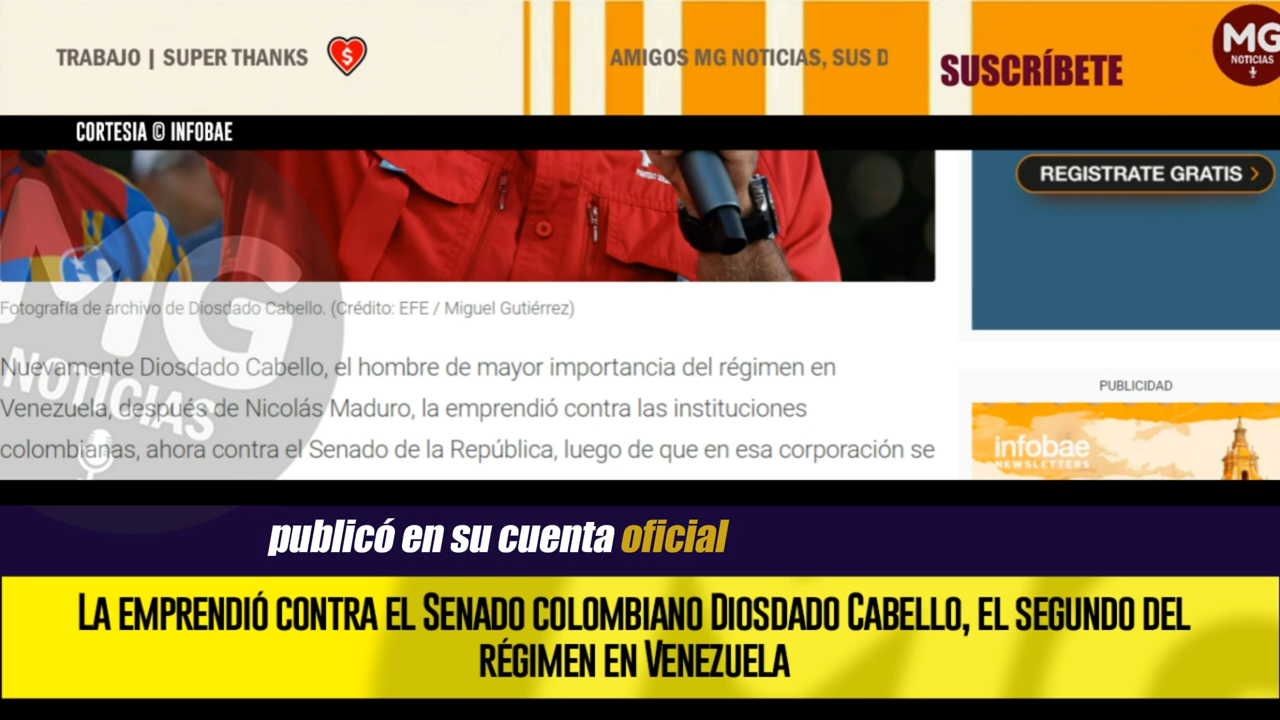 TRABAJO | SUPER THANKS $
AMIGOS MG NOTICIAS, SUS D
SUSCRÍBETE
MG
NOTICIAS
CORTESIA © INFOBAE
REGISTRATE GRATIS >
Fotografía de archivo de Diosdado Cabello. (Crédito: EFE / Miguel Gutiérrez)
Nuevamente Diosdado Cabello, el hombre de mayor importancia del régimen en
Venezuela, después de Nicolás Maduro, la emprendió contra las instituciones
colombianas, ahora contra el Senado de la República, luego de que en esa corporación se
MG
NOTICIAS
PUBLICIDAD
infobae
NEWSLETTERS
publicó en su cuenta oficial
LA EMPRENDIÓ CONTRA EL SENADO COLOMBIANO DIOSDADO CABELLO, EL SEGUNDO DEL
RÉGIMEN EN VENEZUELA